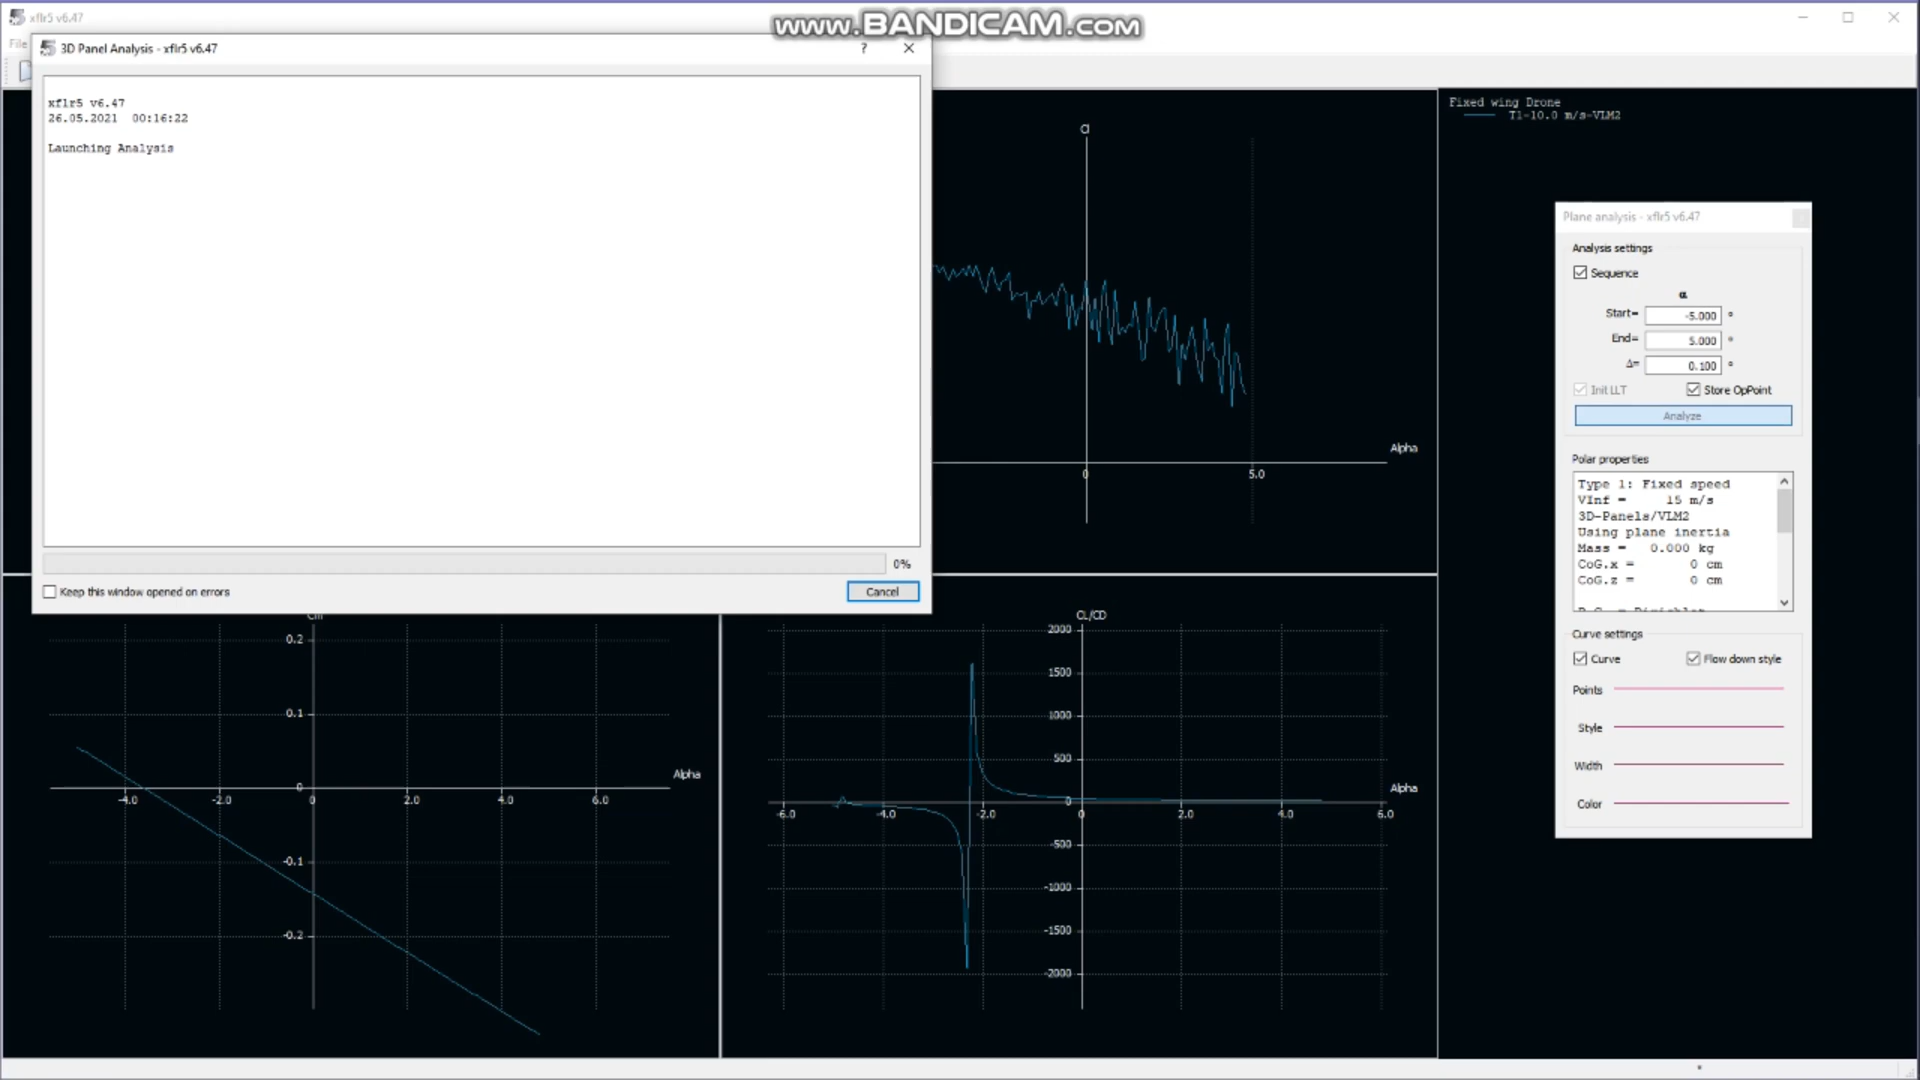 xflr5 v6.47
www.BANDICAM.com
File
3D Panel Analysis - xflr5 v6.47
?
xflr5 v6.47
26.05.2021 00:16:22
Launching Analysis
0%
Keep this window opened on errors
Cancel
Alpha
0
5.0
Fixed wing Drone
T1-10.0 m/s-VLM2
Plane analysis - xflr5 v6.47
Analysis settings
Sequence
α
Start= -5.000 °
End= 5.000 °
Δ= 0.100 °
Init LLT
Store OpPoint
Analyze
Polar properties
Type 1: Fixed speed
VInf = 15 m/s
3D-Panels/VLM2
Using plane inertia
Mass = 0.000 kg
CoG.x = 0 cm
CoG.z = 0 cm
Curve settings
Curve
Flow down style
Points
Style
Width
Color
Cm
0.2
0.1
0
-0.1
-0.2
-4.0 -2.0 0 2.0 4.0 6.0
Alpha
CL/CD
2000
1500
1000
500
0
-500
-1000
-1500
-2000
-6.0 -4.0 -2.0 0 2.0 4.0 6.0
Alpha